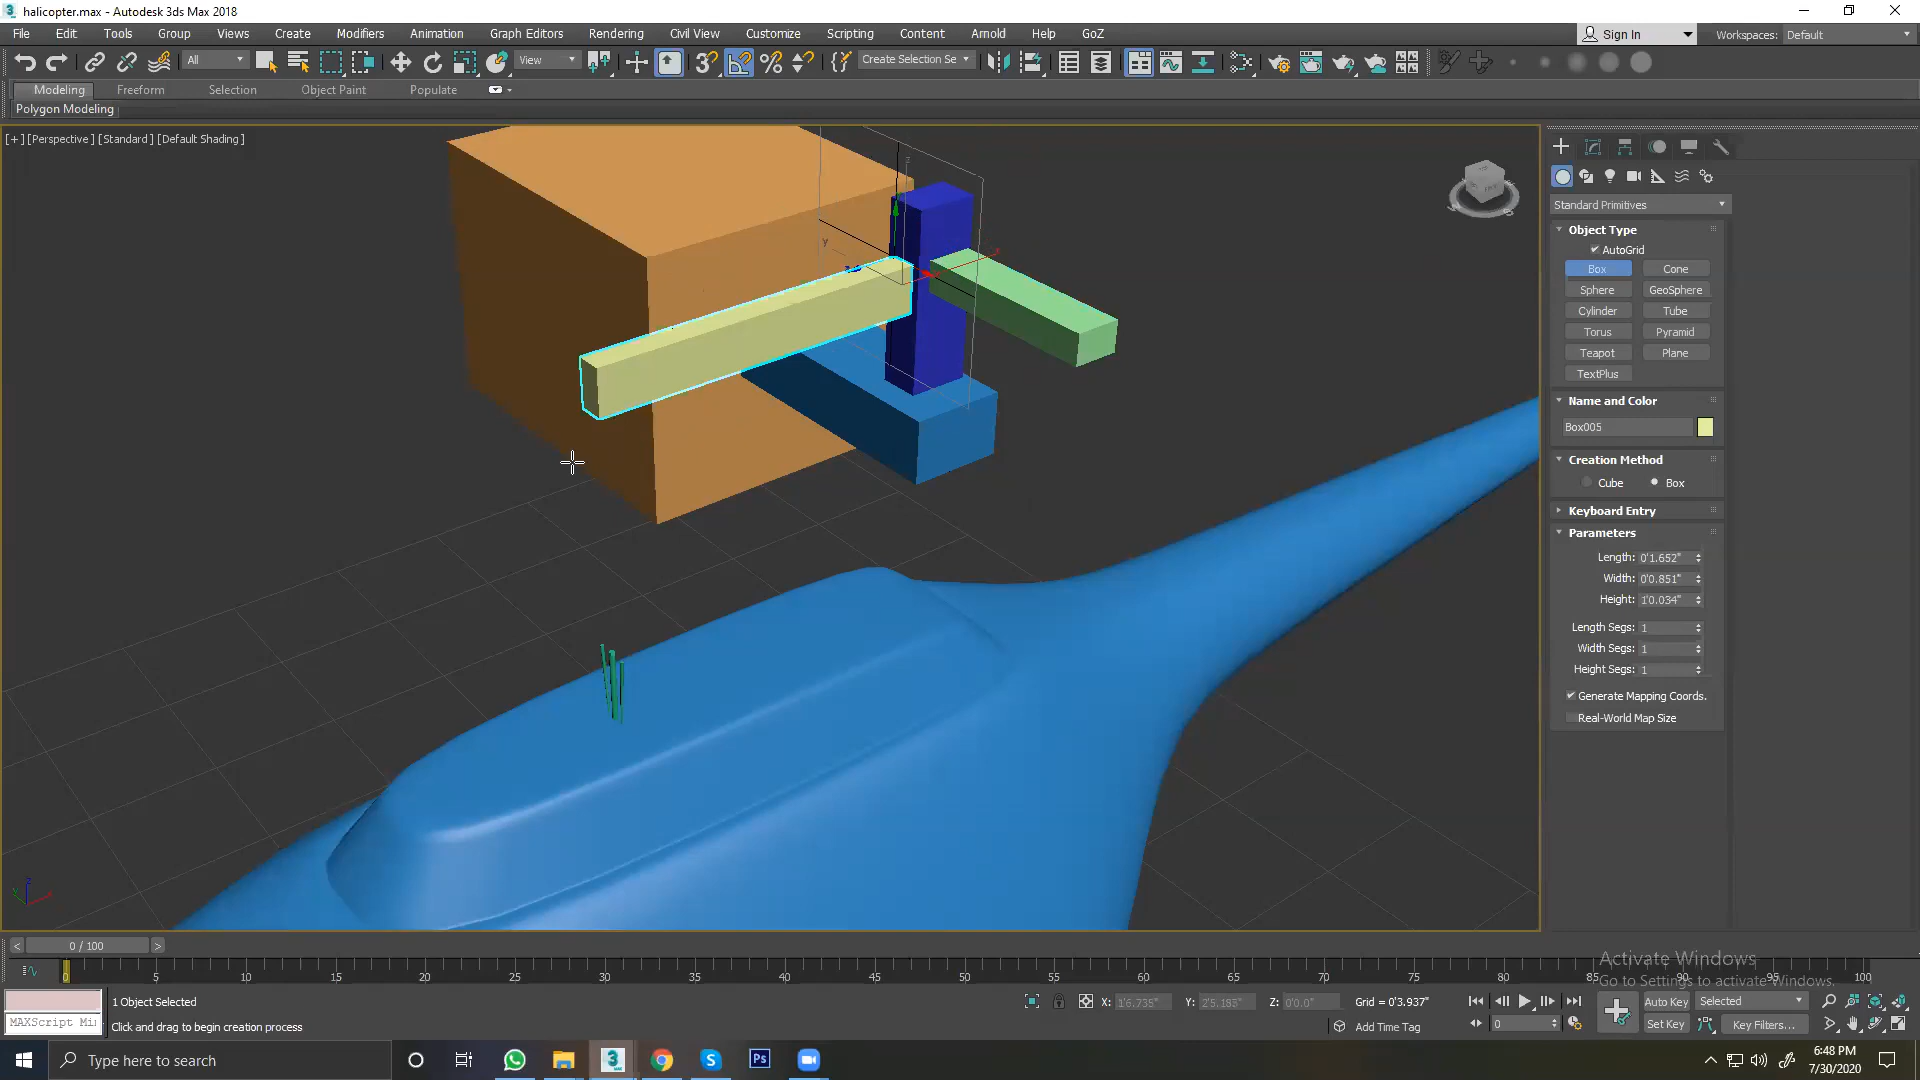 halicopter.max - Autodesk 3ds Max 2018
File Edit Tools Group Views Create Modifiers Animation Graph Editors Rendering Civil View Customize Scripting Content Arnold Help GoZ
Sign In Workspaces: Default
All View Create Selection Se
Modeling Freeform Selection Object Paint Populate
Polygon Modeling
[+] [Perspective] [Standard] [Default Shading]
Standard Primitives
Object Type
AutoGrid
Box Cone
Sphere GeoSphere
Cylinder Tube
Torus Pyramid
Teapot Plane
TextPlus
Name and Color
Box005
Creation Method
Cube Box
Keyboard Entry
Parameters
Length: 0'1.652"
Width: 0'0.851"
Height: 1'0.034"
Length Segs: 1
Width Segs: 1
Height Segs: 1
Generate Mapping Coords.
Real-World Map Size
0 / 100
0 5 10 15 20 25 30 35 40 45 50 55 60 65 70 75 80 85 90 95 100
Activate Windows
Go to Settings to activate Windows.
1 Object Selected
X: 1'6.735" Y: 2'5.183" Z: 0'0.0" Grid = 0'3.937"
Auto Key Selected
MAXScript Mi
Click and drag to begin creation process
Add Time Tag
0
Set Key Key Filters...
Type here to search
6:48 PM
7/30/2020